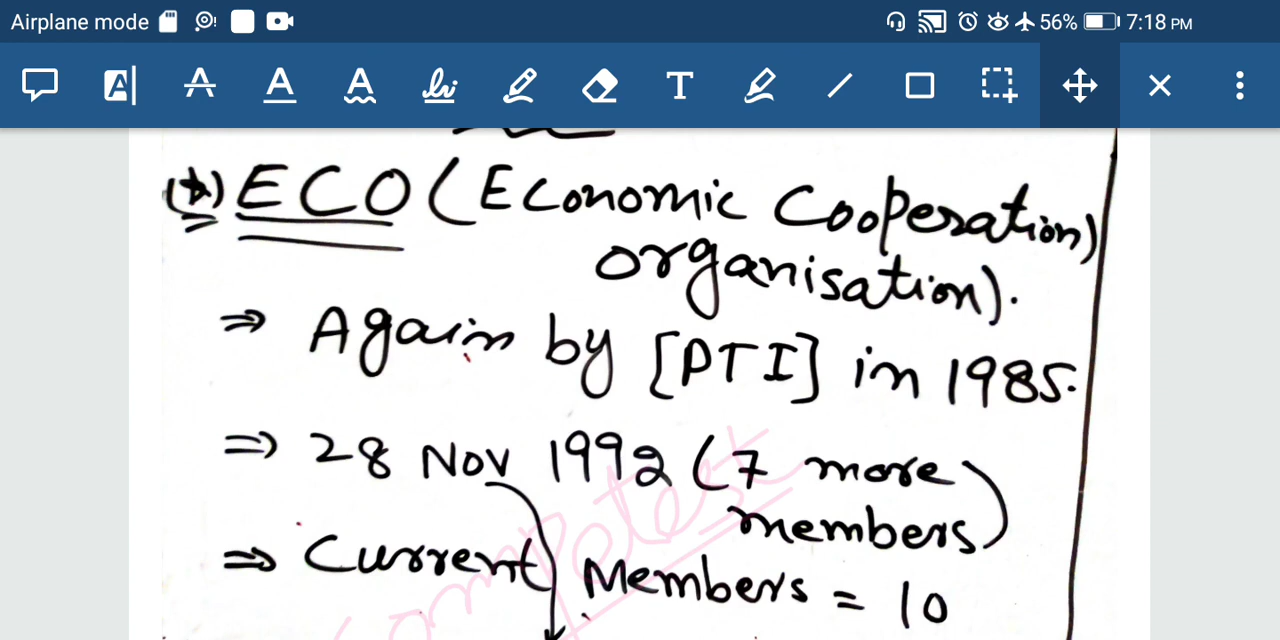 Airplane mode 56% 7:18 PM
(*) ECO (Economic Cooperation)
organisation).
⇒ Again by [PTI] in 1985.
⇒ 28 Nov 1992 (7 more
members)
⇒ Current Members = 10